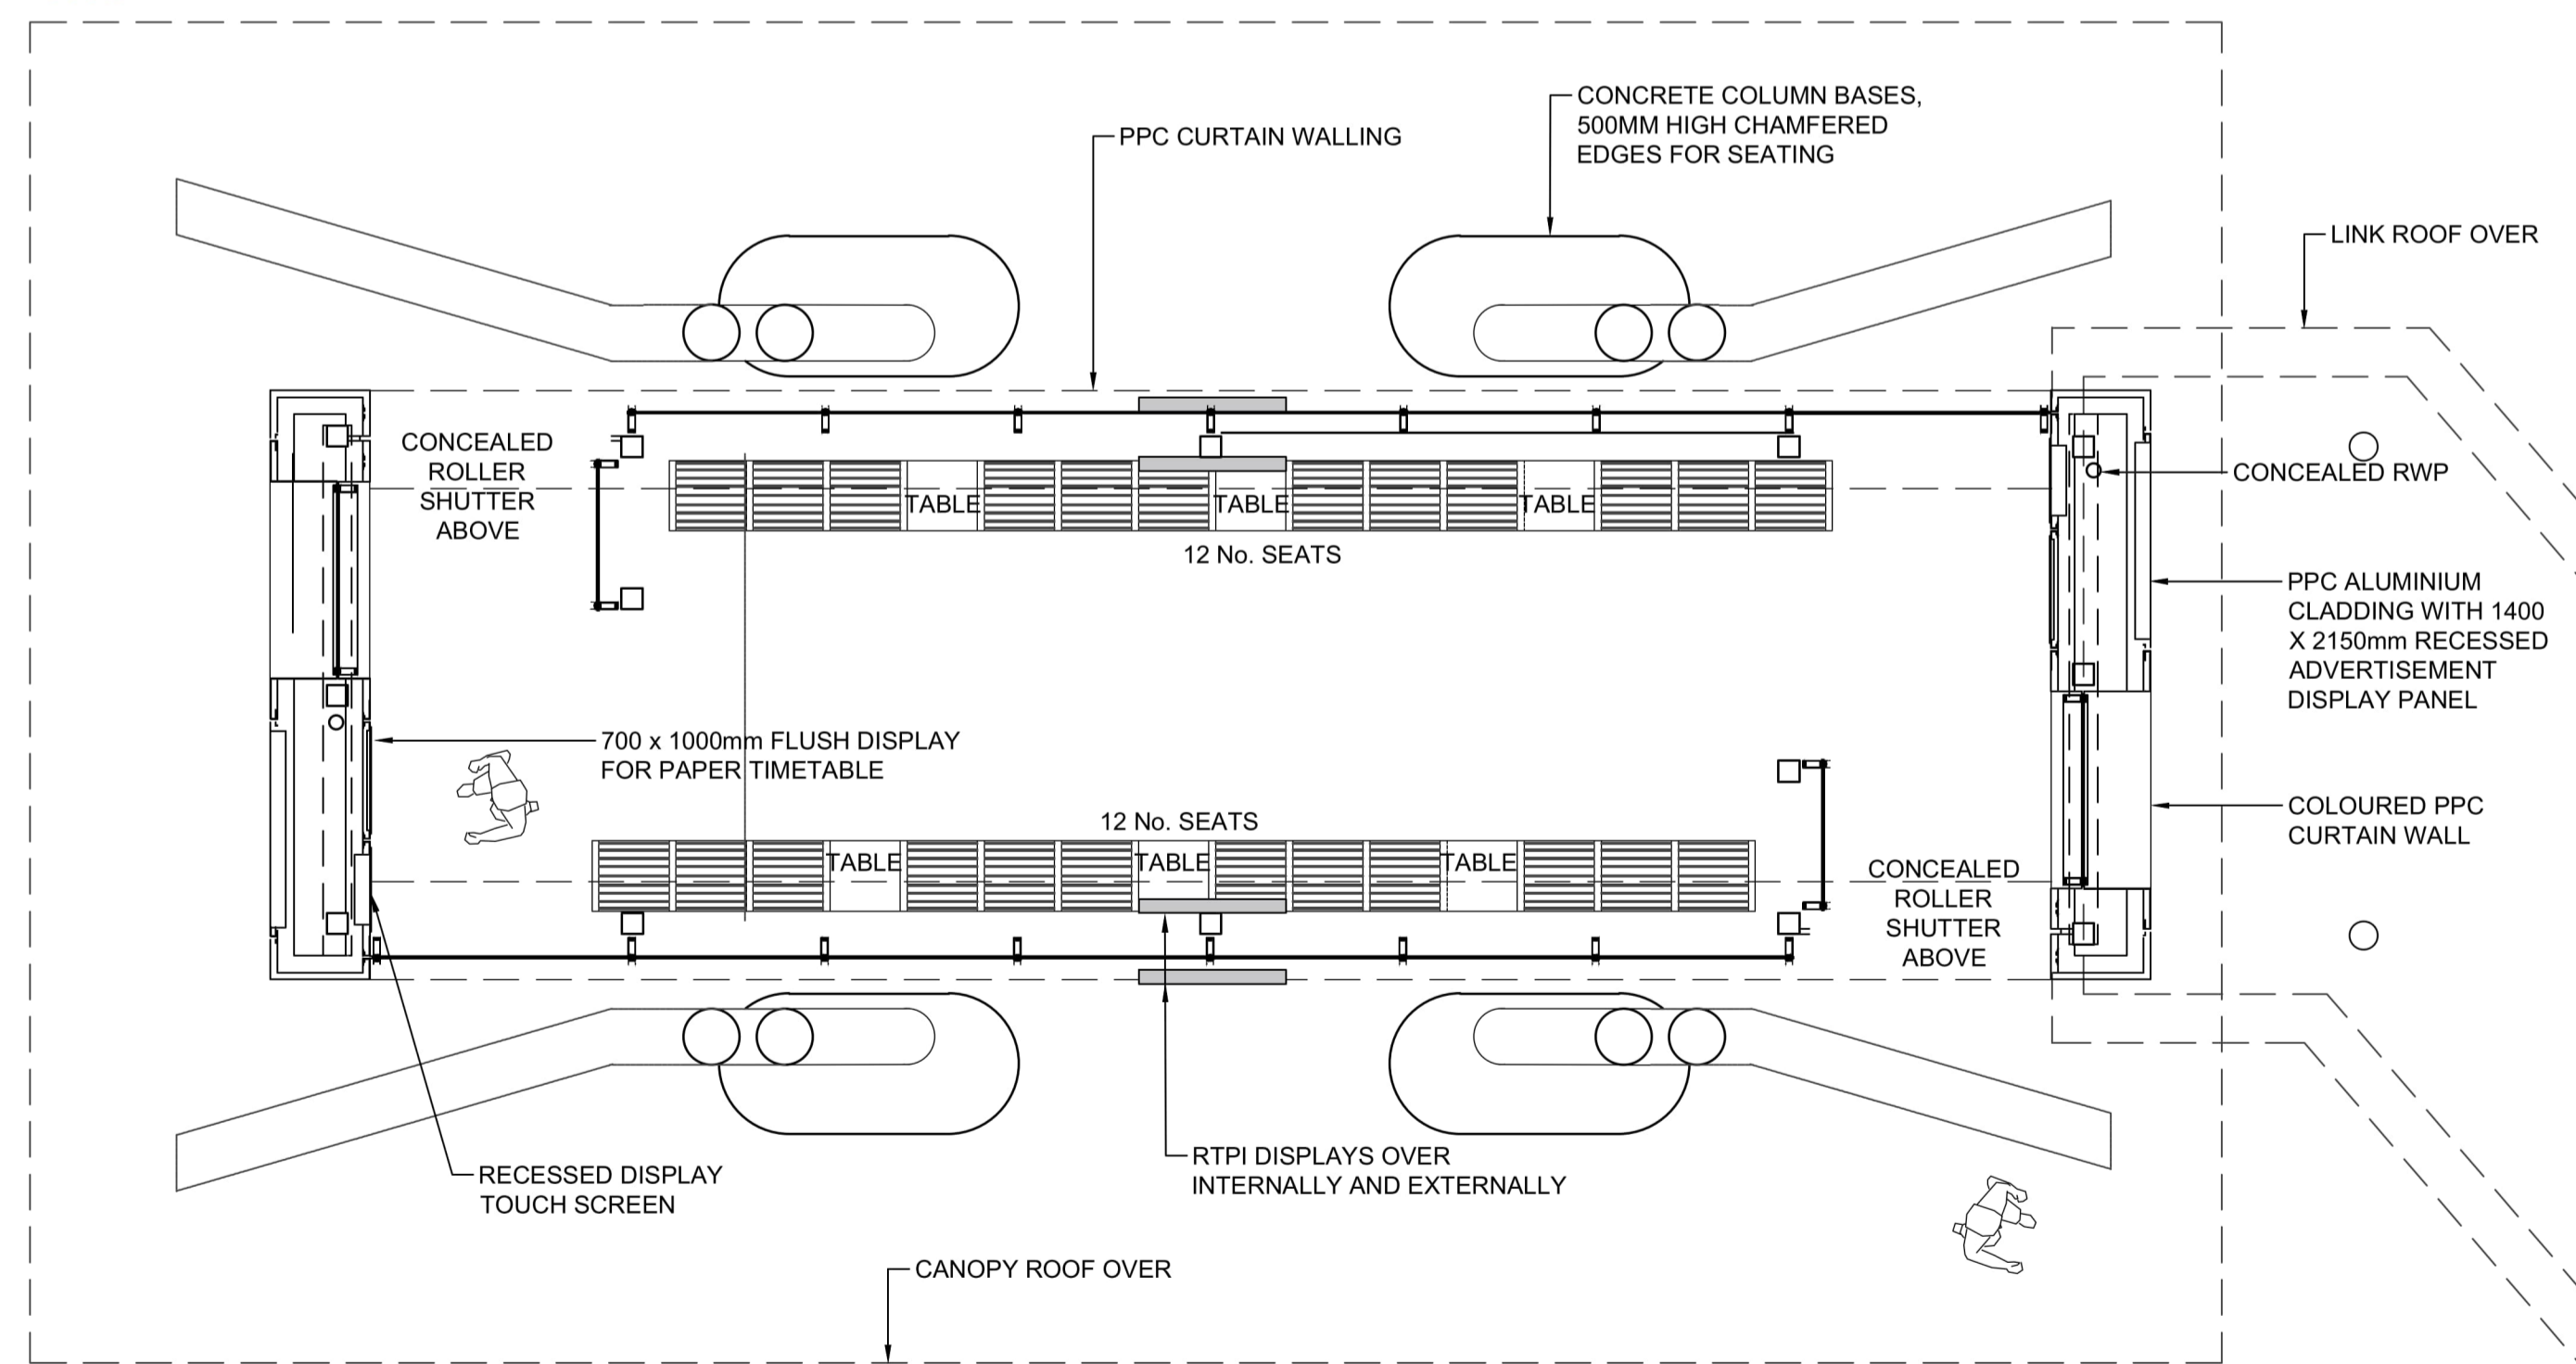 CONCRETE COLUMN BASES,
500MM HIGH CHAMFERED
EDGES FOR SEATING
PPC CURTAIN WALLING
LINK ROOF OVER
CONCEALED
ROLLER
SHUTTER
ABOVE
CONCEALED RWP
TABLE
TABLE
TABLE
12 No. SEATS
PPC ALUMINIUM
CLADDING WITH 1400
X 2150mm RECESSED
ADVERTISEMENT
DISPLAY PANEL
700 x 1000mm FLUSH DISPLAY
FOR PAPER TIMETABLE
COLOURED PPC
CURTAIN WALL
12 No. SEATS
TABLE
TABLE
TABLE
CONCEALED
ROLLER
SHUTTER
ABOVE
RTPI DISPLAYS OVER
INTERNALLY AND EXTERNALLY
RECESSED DISPLAY
TOUCH SCREEN
CANOPY ROOF OVER